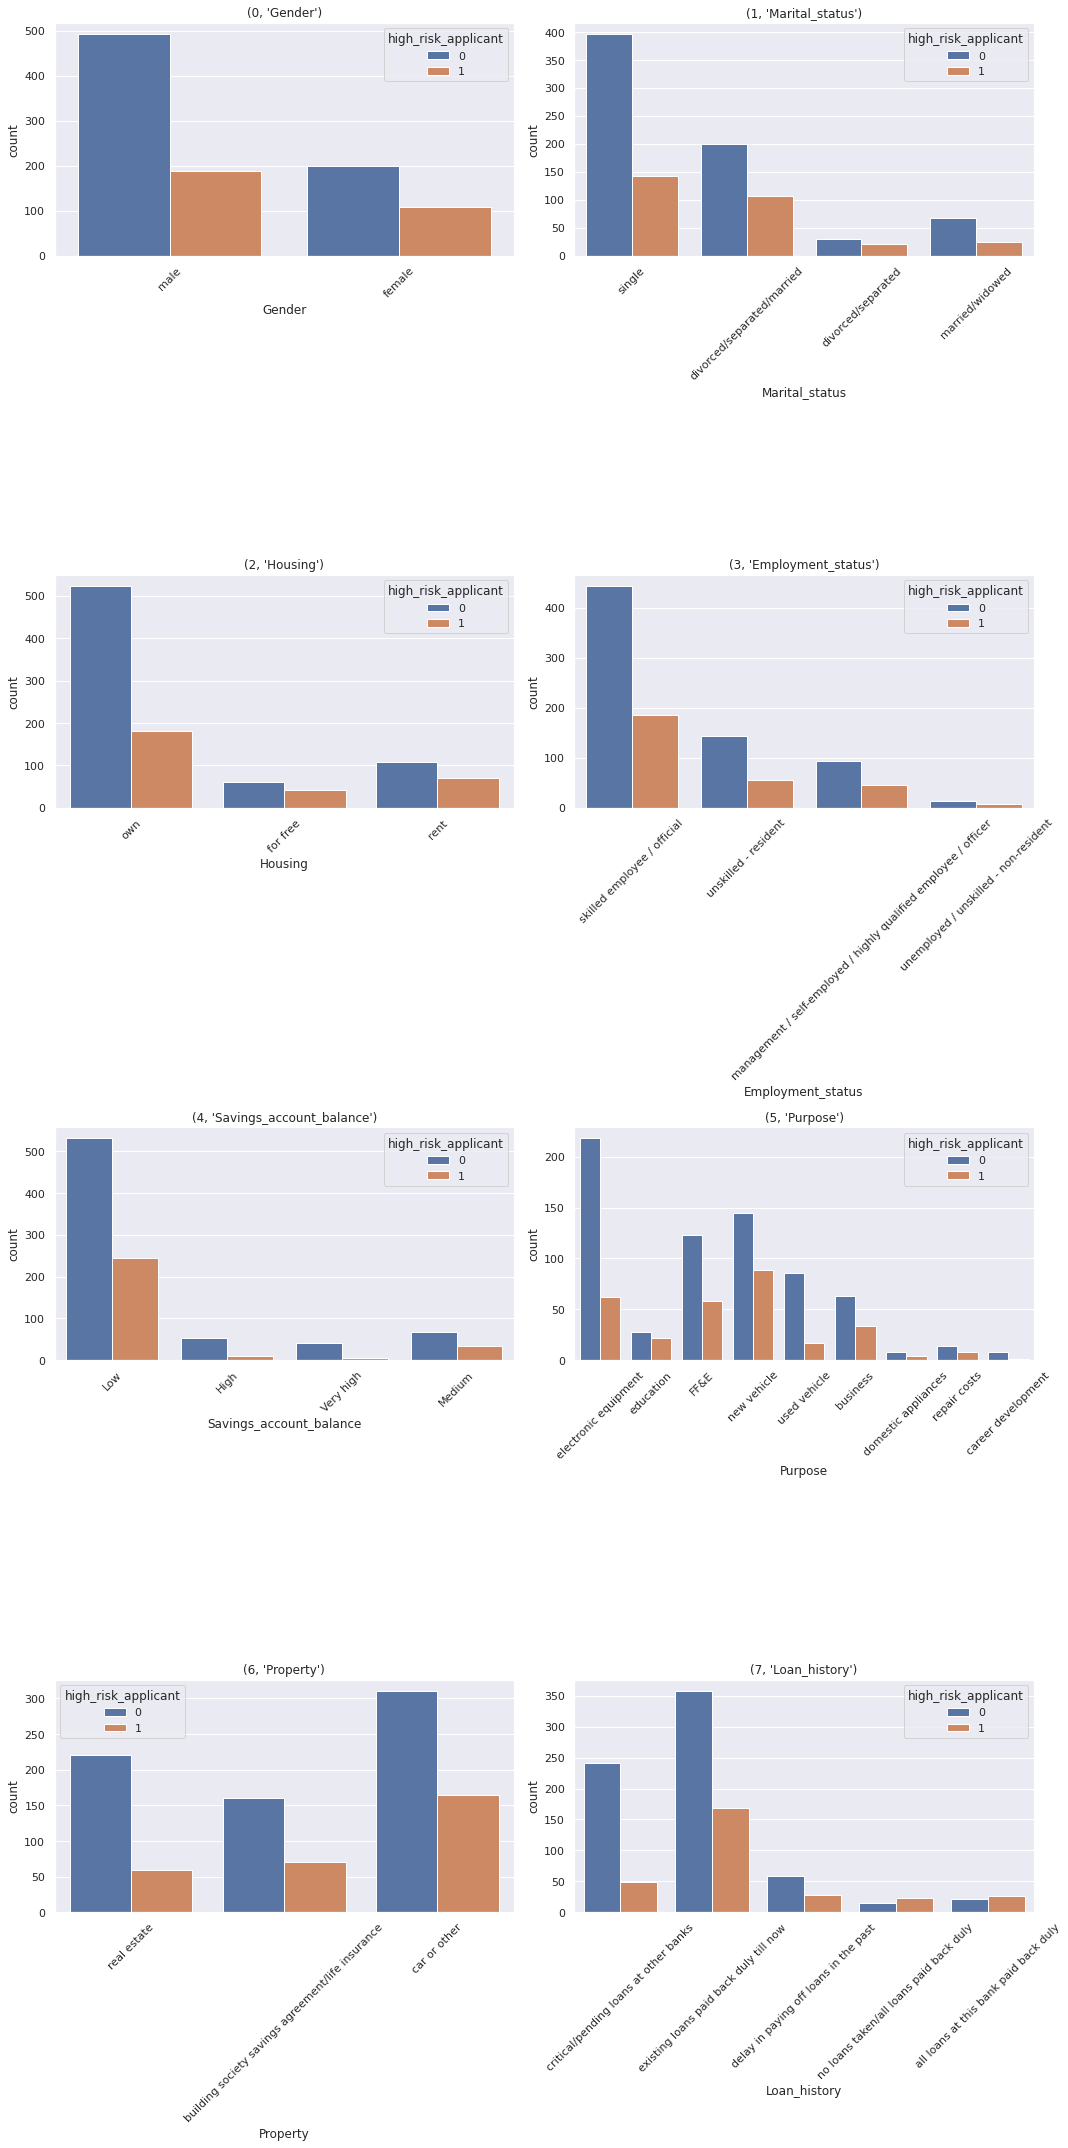 (0, 'Gender')
high_risk_applicant
0
1
500
400
300
200
100
0
count
male
female
Gender
(1, 'Marital_status')
high_risk_applicant
0
1
400
350
300
250
200
150
100
50
0
count
single
divorced/separated/married
divorced/separated
married/widowed
Marital_status
(2, 'Housing')
high_risk_applicant
0
1
500
400
300
200
100
0
count
own
for free
rent
Housing
(3, 'Employment_status')
high_risk_applicant
0
1
400
300
200
100
0
count
skilled employee / official
unskilled - resident
management / self-employed / highly qualified employee / officer
unemployed / unskilled - non-resident
Employment_status
(4, 'Savings_account_balance')
high_risk_applicant
0
1
500
400
300
200
100
0
count
Low
High
Very high
Medium
Savings_account_balance
(5, 'Purpose')
high_risk_applicant
0
1
200
150
100
50
0
count
electronic equipment
education
FF&E
new vehicle
used vehicle
business
domestic appliances
repair costs
career development
Purpose
(6, 'Property')
high_risk_applicant
0
1
300
250
200
150
100
50
0
count
real estate
building society savings agreement/life insurance
car or other
Property
(7, 'Loan_history')
high_risk_applicant
0
1
350
300
250
200
150
100
50
0
count
critical/pending loans at other banks
existing loans paid back duly till now
delay in paying off loans in the past
no loans taken/all loans paid back duly
all loans at this bank paid back duly
Loan_history